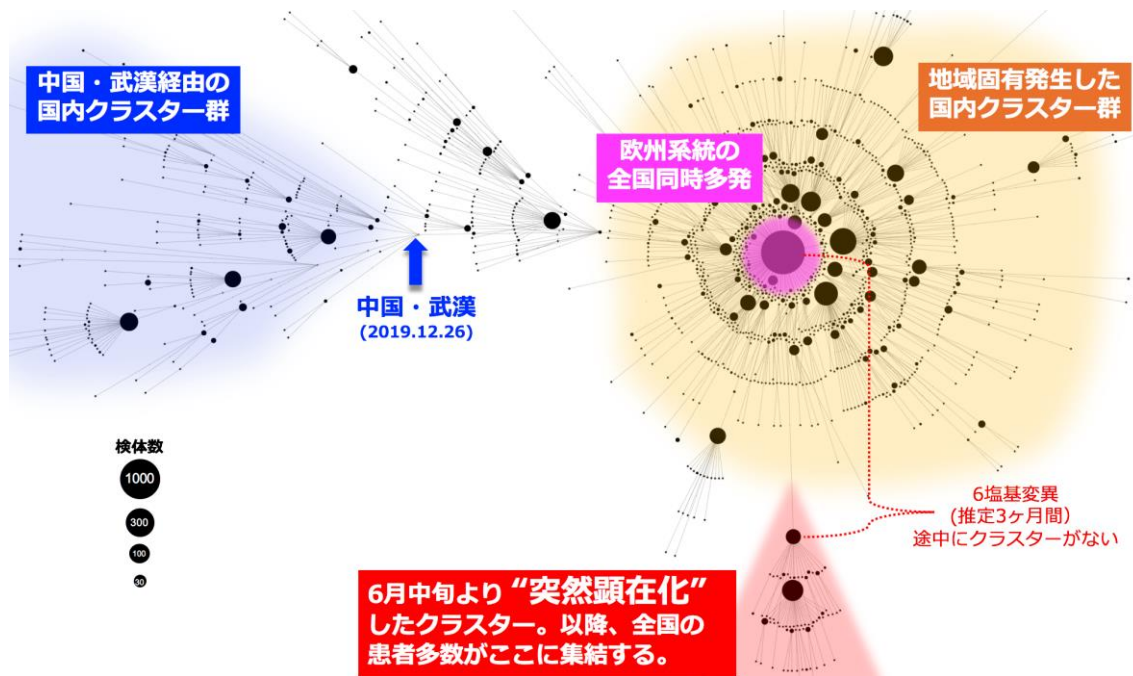 中国・武漢経由の
国内クラスター群
地域固有発生した
国内クラスター群
欧州系統の
全国同時多発
中国・武漢
(2019.12.26)
検体数
1000
300
100
30
6塩基変異
(推定3ヶ月間)
途中にクラスターがない
6月中旬より“突然顕在化”
したクラスター。以降、全国の
患者多数がここに集結する。